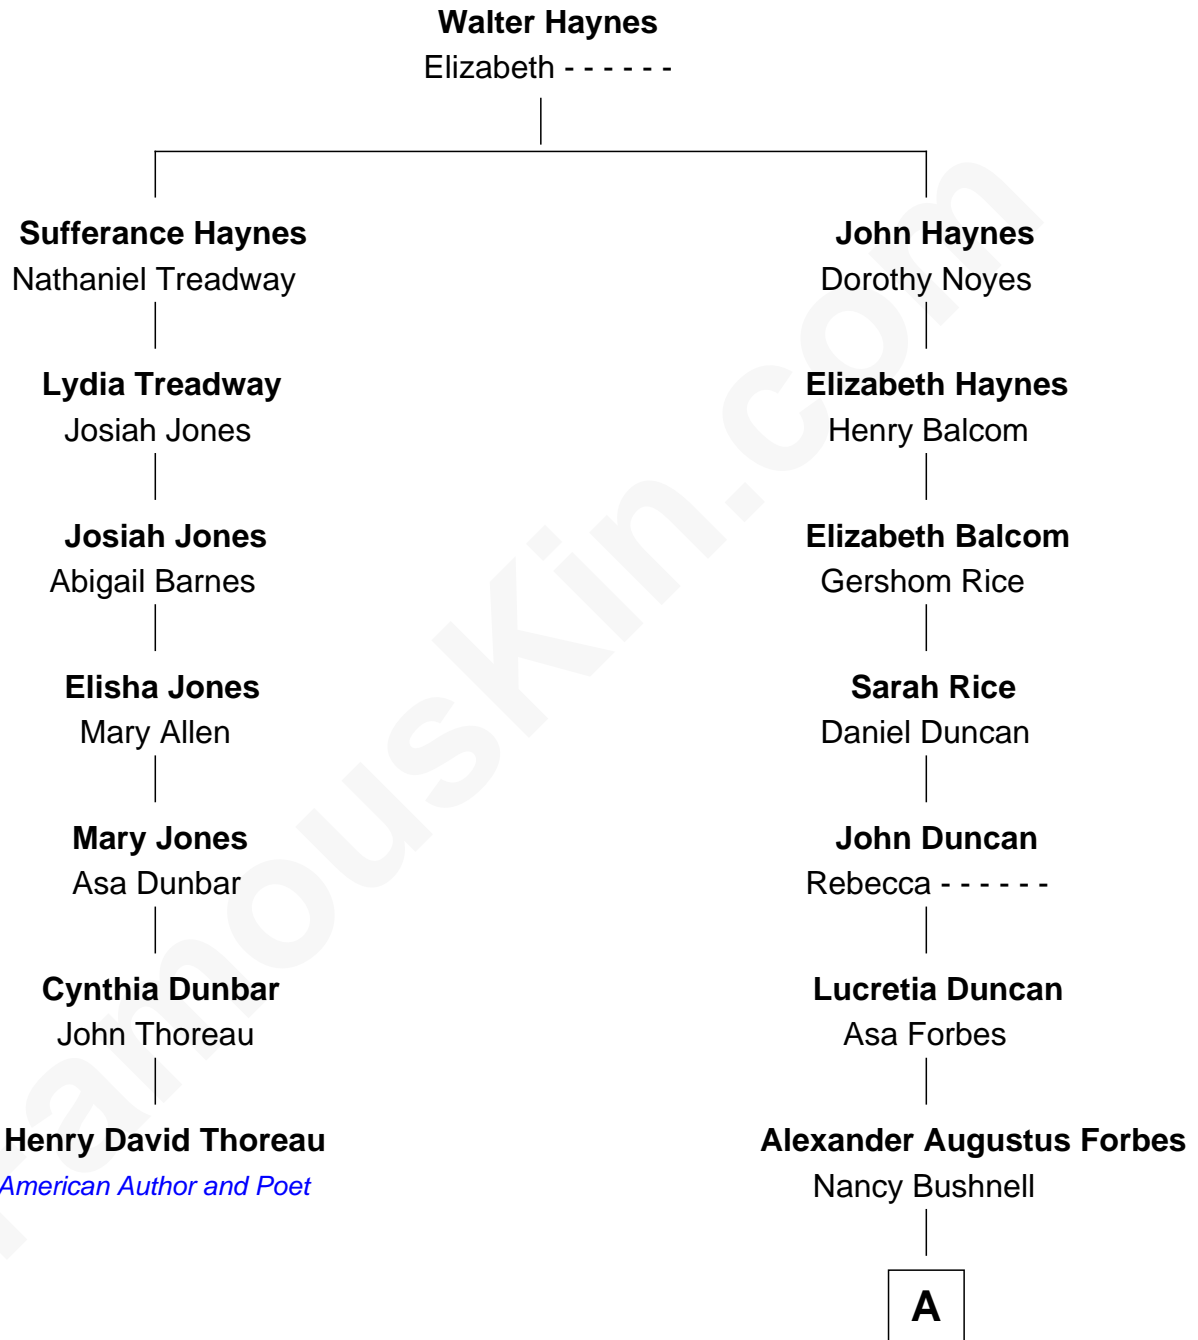 Walter Haynes
Elizabeth - - - - - -
Sufferance Haynes
Nathaniel Treadway
John Haynes
Dorothy Noyes
Lydia Treadway
Josiah Jones
Elizabeth Haynes
Henry Balcom
Josiah Jones
Abigail Barnes
Elizabeth Balcom
Gershom Rice
Elisha Jones
Mary Allen
Sarah Rice
Daniel Duncan
Mary Jones
Asa Dunbar
John Duncan
Rebecca - - - - - -
Cynthia Dunbar
John Thoreau
Lucretia Duncan
Asa Forbes
Henry David Thoreau
American Author and Poet
Alexander Augustus Forbes
Nancy Bushnell
A
FamousKin.com